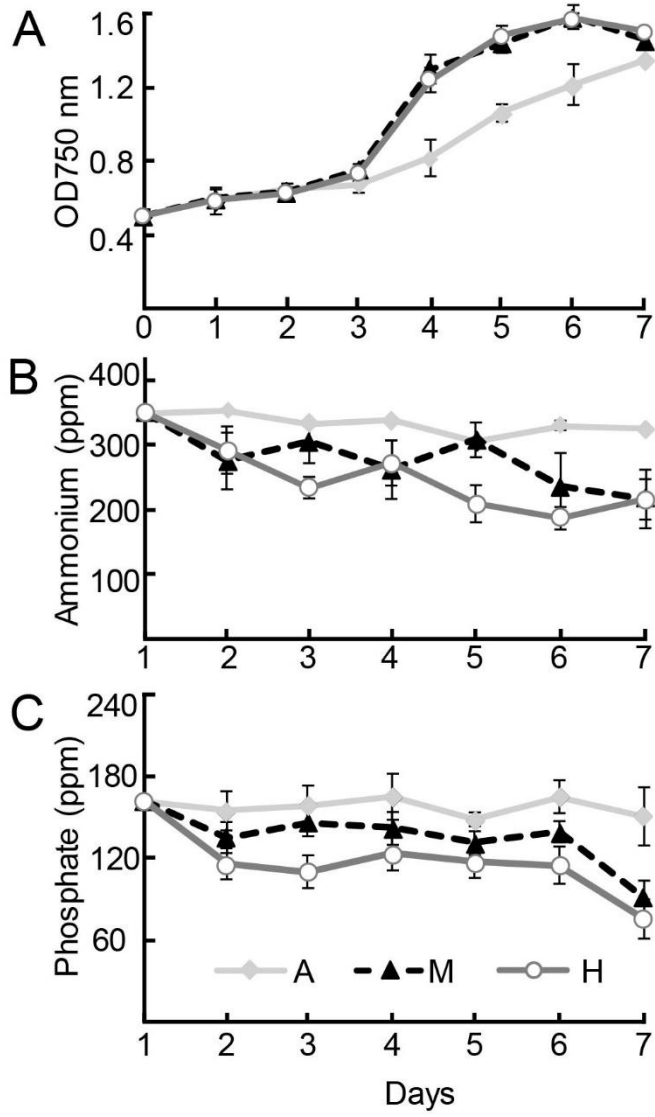 A
OD750 nm
1.6
1.2
0.8
0.4
0 1 2 3 4 5 6 7
B
Ammonium (ppm)
400
300
200
100
1 2 3 4 5 6 7
C
Phosphate (ppm)
240
180
120
60
A M H
1 2 3 4 5 6 7
Days